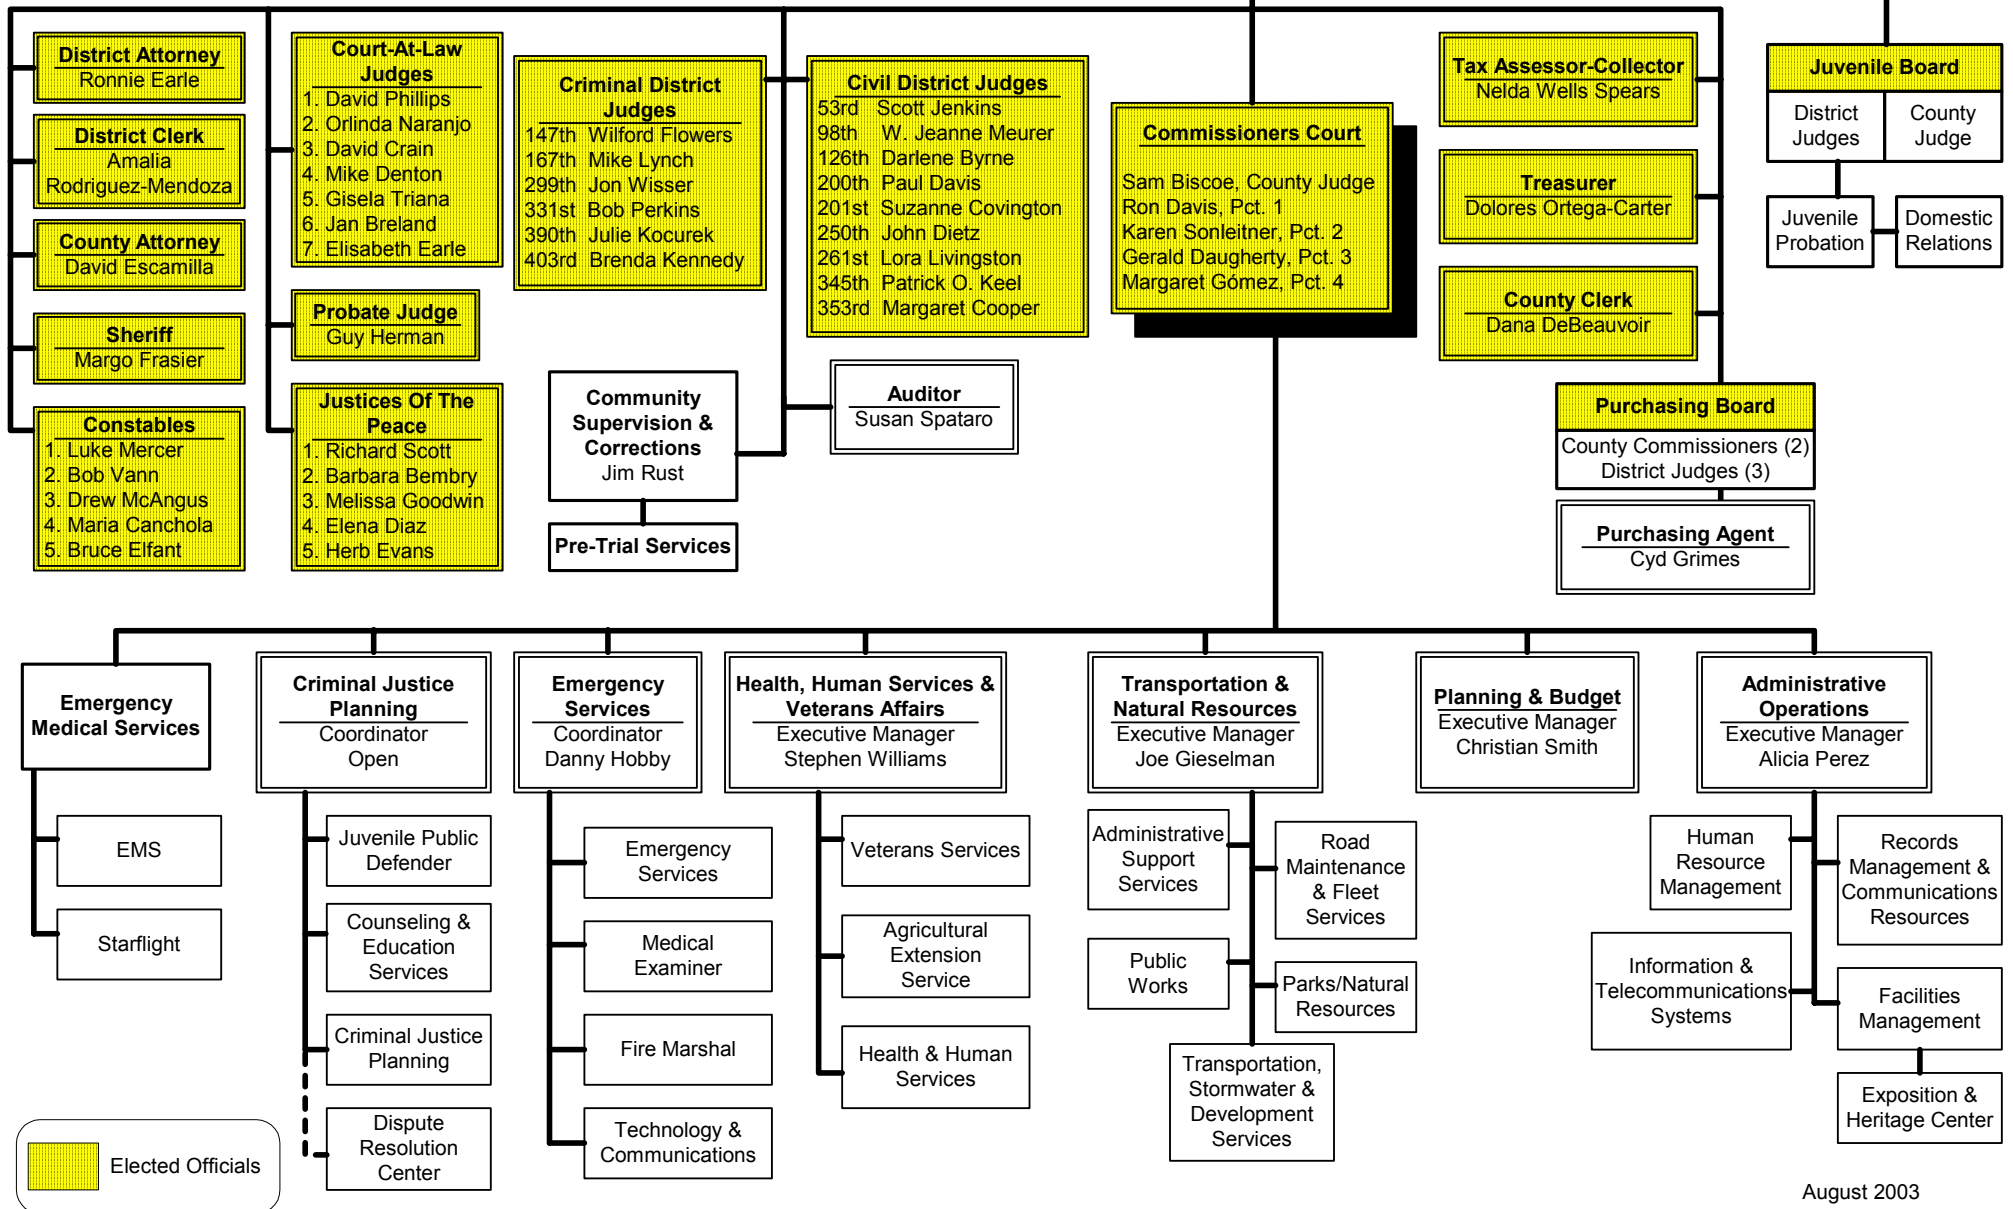 District Attorney
Ronnie Earle
District Clerk
Amalia
Rodriguez-Mendoza
County Attorney
David Escamilla
Sheriff
Margo Frasier
Constables
1. Luke Mercer
2. Bob Vann
3. Drew McAngus
4. Maria Canchola
5. Bruce Elfant
Court-At-Law
Judges
1. David Phillips
2. Orlinda Naranjo
3. David Crain
4. Mike Denton
5. Gisela Triana
6. Jan Breland
7. Elisabeth Earle
Probate Judge
Guy Herman
Justices Of The
Peace
1. Richard Scott
2. Barbara Bembry
3. Melissa Goodwin
4. Elena Diaz
5. Herb Evans
Criminal District
Judges
147th Wilford Flowers
167th Mike Lynch
299th Jon Wisser
331st Bob Perkins
390th Julie Kocurek
403rd Brenda Kennedy
Civil District Judges
53rd Scott Jenkins
98th W. Jeanne Meurer
126th Darlene Byrne
200th Paul Davis
201st Suzanne Covington
250th John Dietz
261st Lora Livingston
345th Patrick O. Keel
353rd Margaret Cooper
Community
Supervision &
Corrections
Jim Rust
Pre-Trial Services
Auditor
Susan Spataro
Commissioners Court
Sam Biscoe, County Judge
Ron Davis, Pct. 1
Karen Sonleitner, Pct. 2
Gerald Daugherty, Pct. 3
Margaret Gómez, Pct. 4
Tax Assessor-Collector
Nelda Wells Spears
Treasurer
Dolores Ortega-Carter
County Clerk
Dana DeBeauvoir
Purchasing Board
County Commissioners (2)
District Judges (3)
Purchasing Agent
Cyd Grimes
Juvenile Board
District
Judges
County
Judge
Juvenile
Probation
Domestic
Relations
Emergency
Medical Services
EMS
Starflight
Criminal Justice
Planning
Coordinator
Open
Juvenile Public
Defender
Counseling &
Education
Services
Criminal Justice
Planning
Dispute
Resolution
Center
Emergency
Services
Coordinator
Danny Hobby
Emergency
Services
Medical
Examiner
Fire Marshal
Technology &
Communications
Health, Human Services &
Veterans Affairs
Executive Manager
Stephen Williams
Veterans Services
Agricultural
Extension
Service
Health & Human
Services
Transportation &
Natural Resources
Executive Manager
Joe Gieselman
Administrative
Support
Services
Road
Maintenance
& Fleet
Services
Public
Works
Parks/Natural
Resources
Transportation,
Stormwater &
Development
Services
Planning & Budget
Executive Manager
Christian Smith
Administrative
Operations
Executive Manager
Alicia Perez
Human
Resource
Management
Records
Management &
Communications
Resources
Information &
Telecommunications
Systems
Facilities
Management
Exposition &
Heritage Center
Elected Officials
August 2003